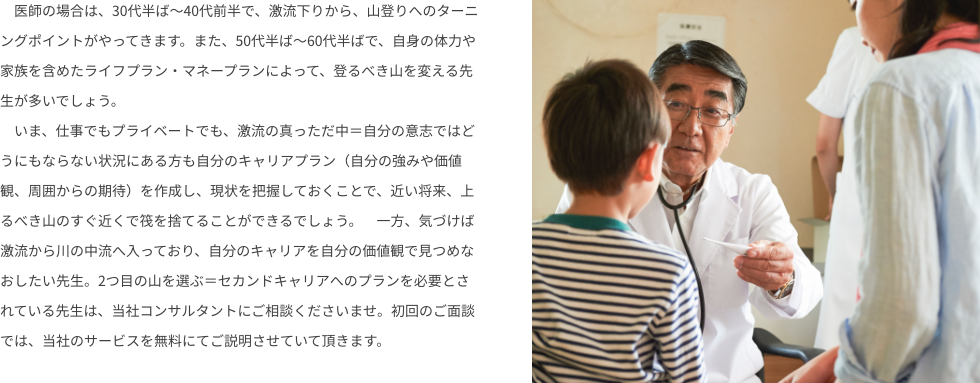 医師の場合は、30代半ば〜40代前半で、激流下りから、山登りへのターニ
ングポイントがやってきます。また、50代半ば〜60代半ばで、自身の体力や
家族を含めたライフプラン・マネープランによって、登るべき山を変える先
生が多いでしょう。
　いま、仕事でもプライベートでも、激流の真っただ中＝自分の意志ではど
うにもならない状況にある方も自分のキャリアプラン（自分の強みや価値
観、周囲からの期待）を作成し、現状を把握しておくことで、近い将来、上
るべき山のすぐ近くで筏を捨てることができるでしょう。　一方、気づけば
激流から川の中流へ入っており、自分のキャリアを自分の価値観で見つめな
おしたい先生。2つ目の山を選ぶ＝セカンドキャリアへのプランを必要とさ
れている先生は、当社コンサルタントにご相談くださいませ。初回のご面談
では、当社のサービスを無料にてご説明させていて頂きます。